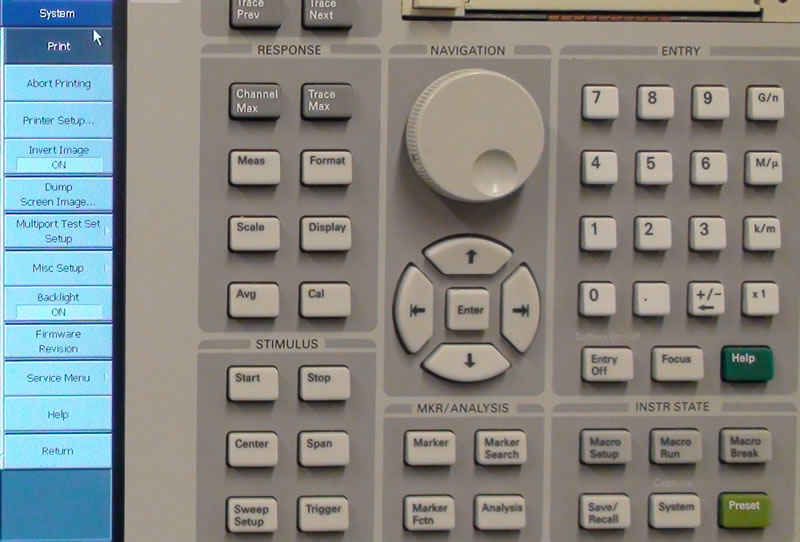 System
Print
Abort Printing
Printer Setup...
Invert Image
ON
Dump
Screen Image...
Multiport Test Set
Setup
Misc Setup
Backlight
ON
Firmware
Revision
Service Menu
Help
Return
Trace
Prev
Trace
Next
RESPONSE
Channel
Max
Trace
Max
Meas
Format
Scale
Display
Avg
Cal
STIMULUS
Start
Stop
Center
Span
Sweep
Setup
Trigger
NAVIGATION
Enter
MKR/ANALYSIS
Marker
Marker
Search
Marker
Fctn
Analysis
ENTRY
7
8
9
G/n
4
5
6
M/µ
1
2
3
k/m
0
.
+/-
x1
Softkey On/Off
Entry
Off
Focus
Help
INSTR STATE
Macro
Setup
Macro
Run
Macro
Break
Capture
Save/
Recall
System
Preset